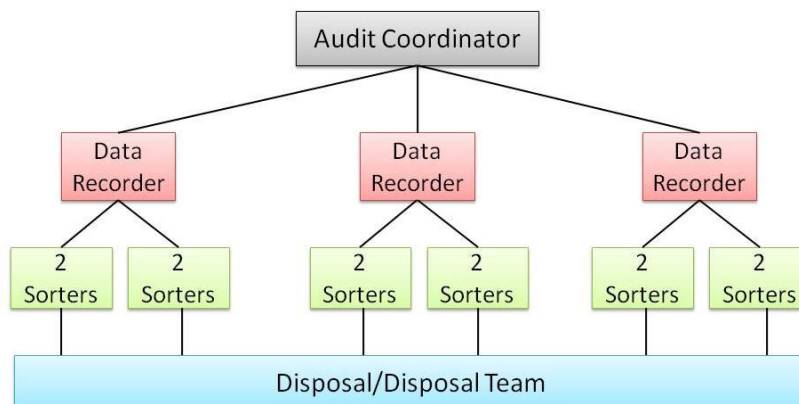 Audit Coordinator
Data
Recorder
Data
Recorder
Data
Recorder
2
Sorters
2
Sorters
2
Sorters
2
Sorters
2
Sorters
2
Sorters
Disposal/Disposal Team